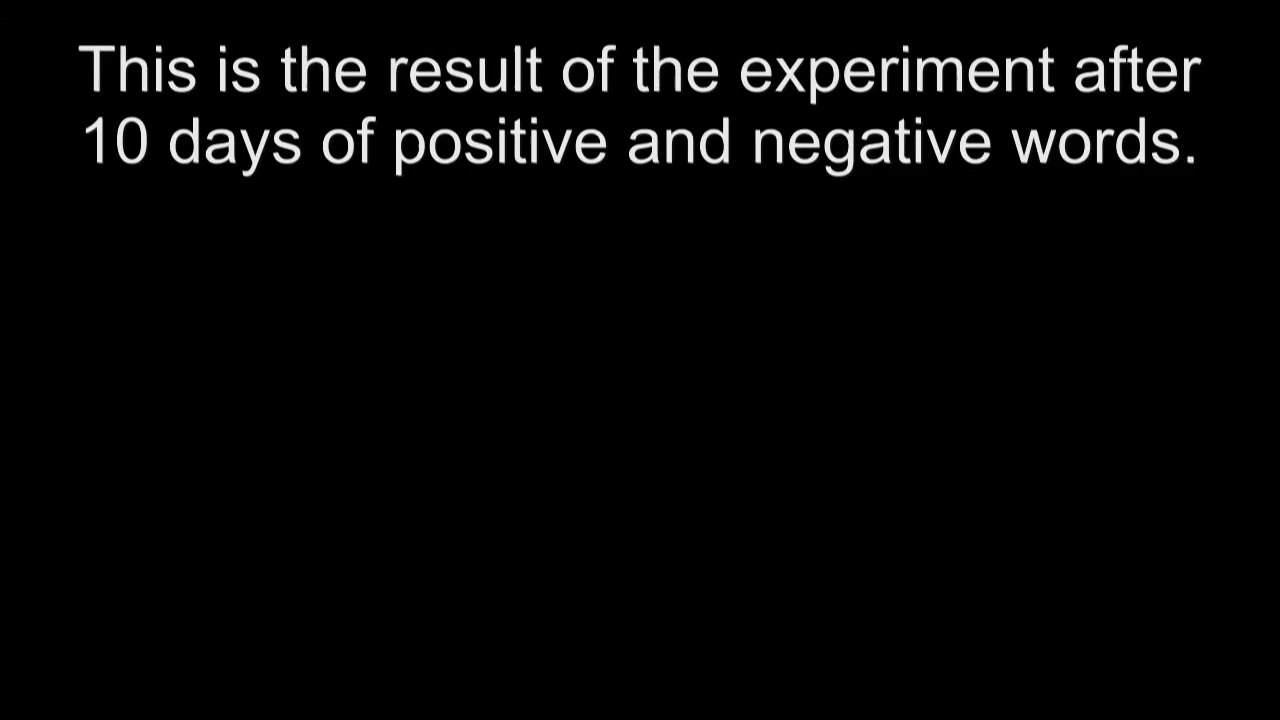 This is the result of the experiment after
10 days of positive and negative words.